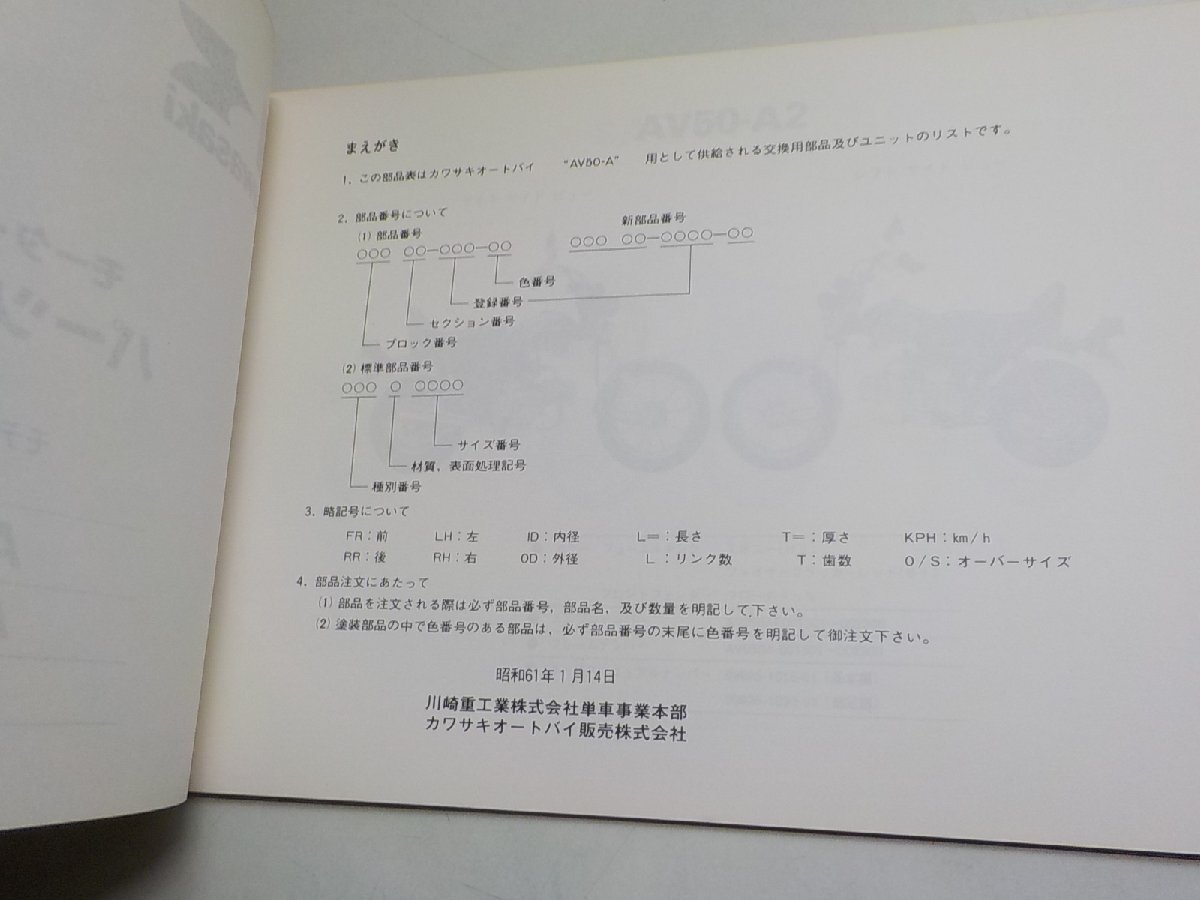 まえがき
1. この部品表はカワサキオートバイ "AV50-A" 用として供給される交換用部品及びユニットのリストです。
2. 部品番号について
(1) 部品番号 新部品番号
○○○ ○○-○○○-○○ ○○○ ○○-○○○○-○○
色番号
登録番号
セクション番号
ブロック番号
(2) 標準部品番号
○○○ ○ ○○○○
サイズ番号
材質, 表面処理記号
種別番号
3. 略記号について
FR:前 LH:左 ID:内径 L=:長さ T=:厚さ KPH:km/h
RR:後 RH:右 OD:外径 L:リンク数 T:歯数 O/S:オーバーサイズ
4. 部品注文にあたって
(1) 部品を注文される際は必ず部品番号, 部品名, 及び数量を明記して下さい。
(2) 塗装部品の中で色番号のある部品は, 必ず部品番号の末尾に色番号を明記して御注文下さい。
昭和61年1月14日
川崎重工業株式会社単車事業本部
カワサキオートバイ販売株式会社
AV50-A2